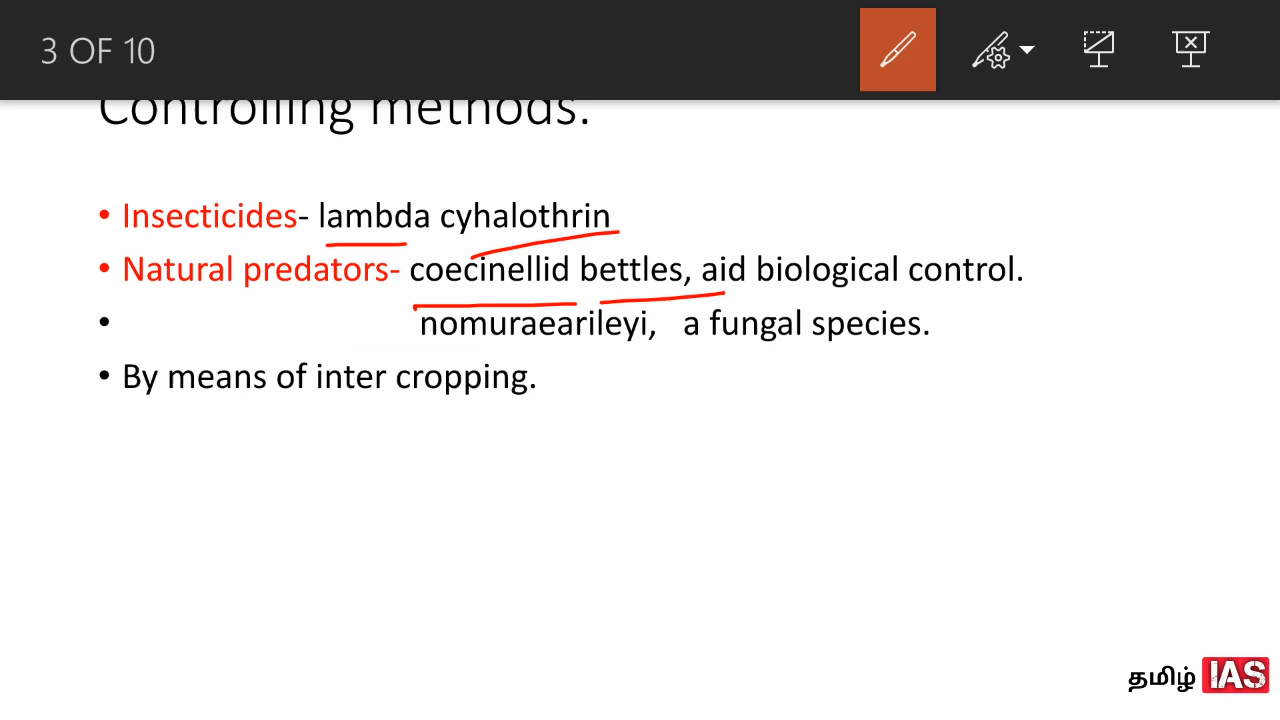 3 OF 10
Controlling methods.
• Insecticides- lambda cyhalothrin
• Natural predators- coecinellid bettles, aid biological control.
• nomuraearileyi, a fungal species.
• By means of inter cropping.
தமிழ் IAS